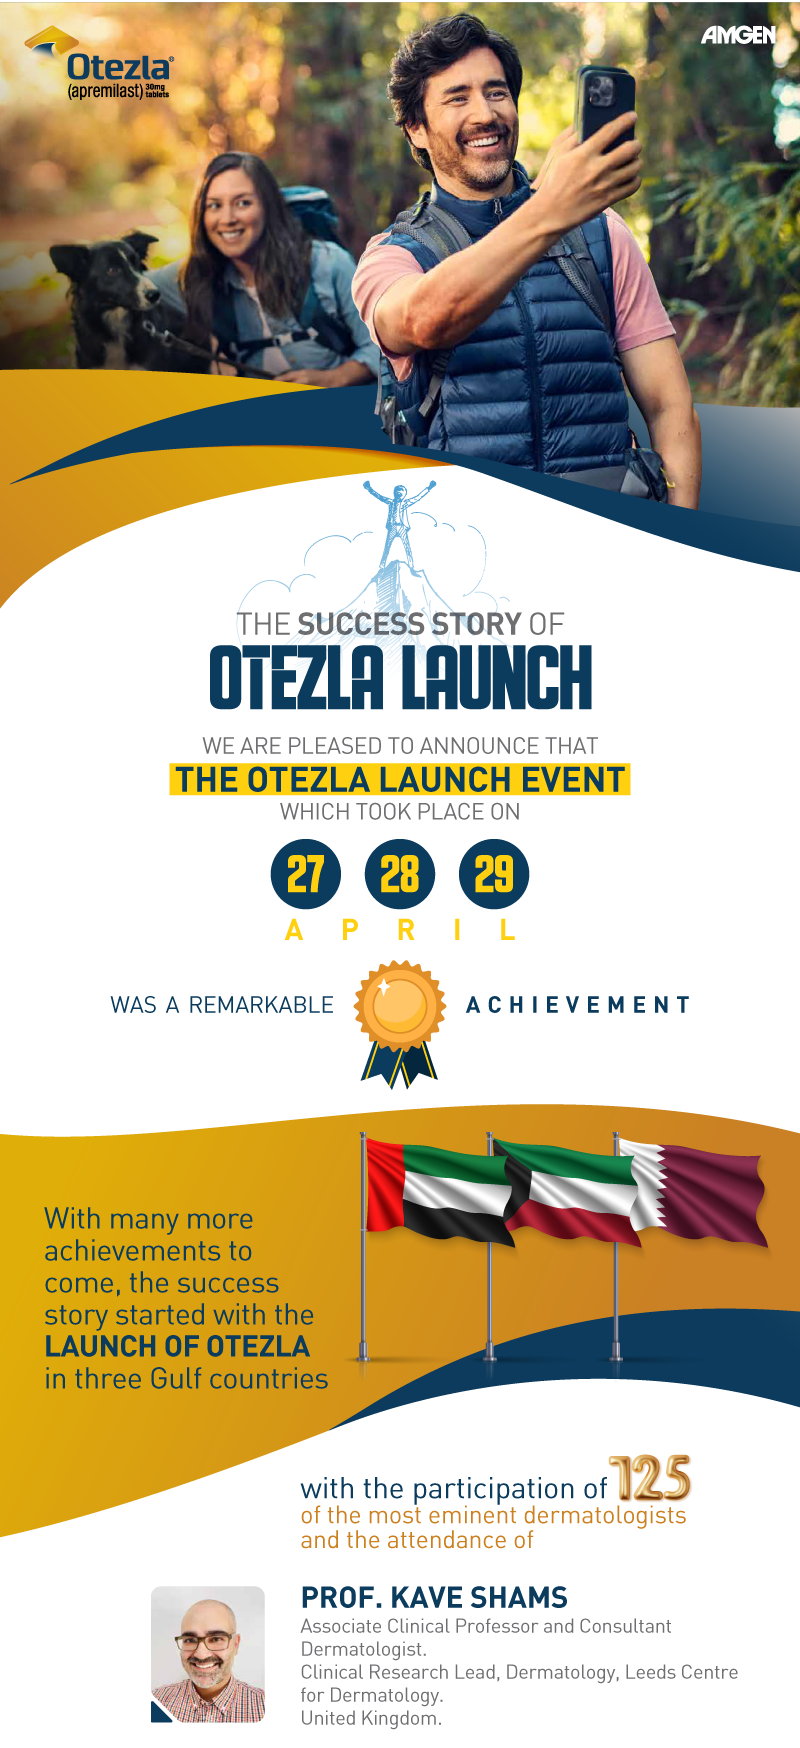 Otezla®
(apremilast) 30mg tablets
AMGEN
THE SUCCESS STORY OF
OTEZLA LAUNCH
WE ARE PLEASED TO ANNOUNCE THAT
THE OTEZLA LAUNCH EVENT
WHICH TOOK PLACE ON
27 28 29
APRIL
WAS A REMARKABLE ACHIEVEMENT
With many more
achievements to
come, the success
story started with the
LAUNCH OF OTEZLA
in three Gulf countries
with the participation of 125
of the most eminent dermatologists
and the attendance of
PROF. KAVE SHAMS
Associate Clinical Professor and Consultant
Dermatologist.
Clinical Research Lead, Dermatology, Leeds Centre
for Dermatology.
United Kingdom.